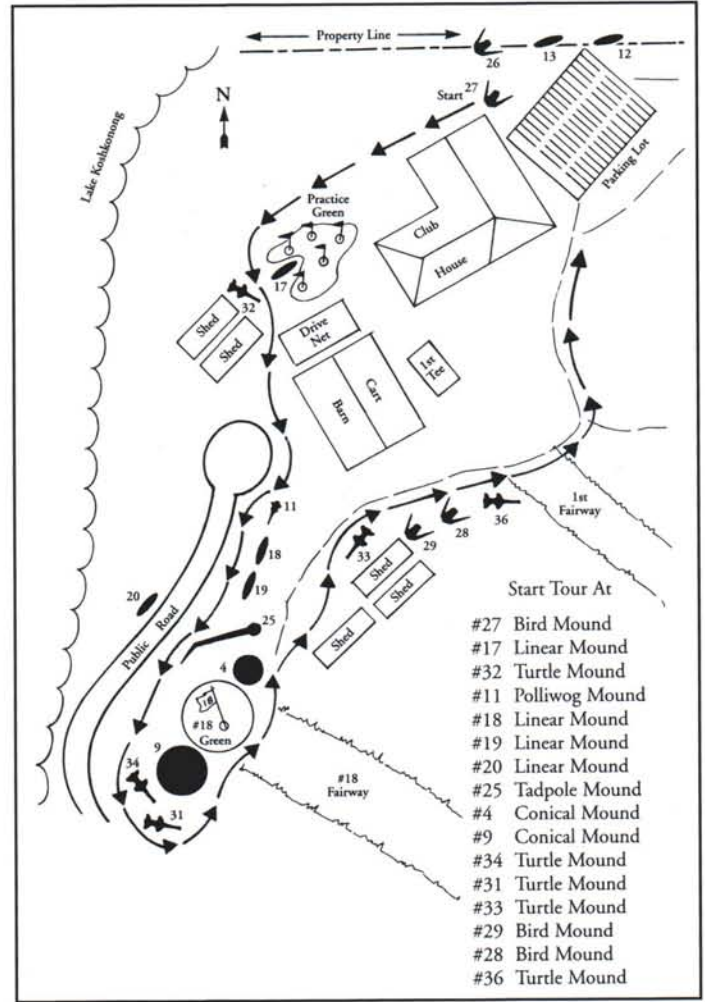 Property Line
26
13
12
Start 27
N
Lake Koshkonong
Parking Lot
Practice
Green
17
Club
House
32
Shed
Shed
Drive
Net
1st
Tee
Cart
Barn
11
18
19
20
Public Road
25
4
18
#18
Green
9
34
31
33
29
28
36
Shed
Shed
Shed
1st
Fairway
#18
Fairway
Start Tour At
#27 Bird Mound
#17 Linear Mound
#32 Turtle Mound
#11 Polliwog Mound
#18 Linear Mound
#19 Linear Mound
#20 Linear Mound
#25 Tadpole Mound
#4 Conical Mound
#9 Conical Mound
#34 Turtle Mound
#31 Turtle Mound
#33 Turtle Mound
#29 Bird Mound
#28 Bird Mound
#36 Turtle Mound